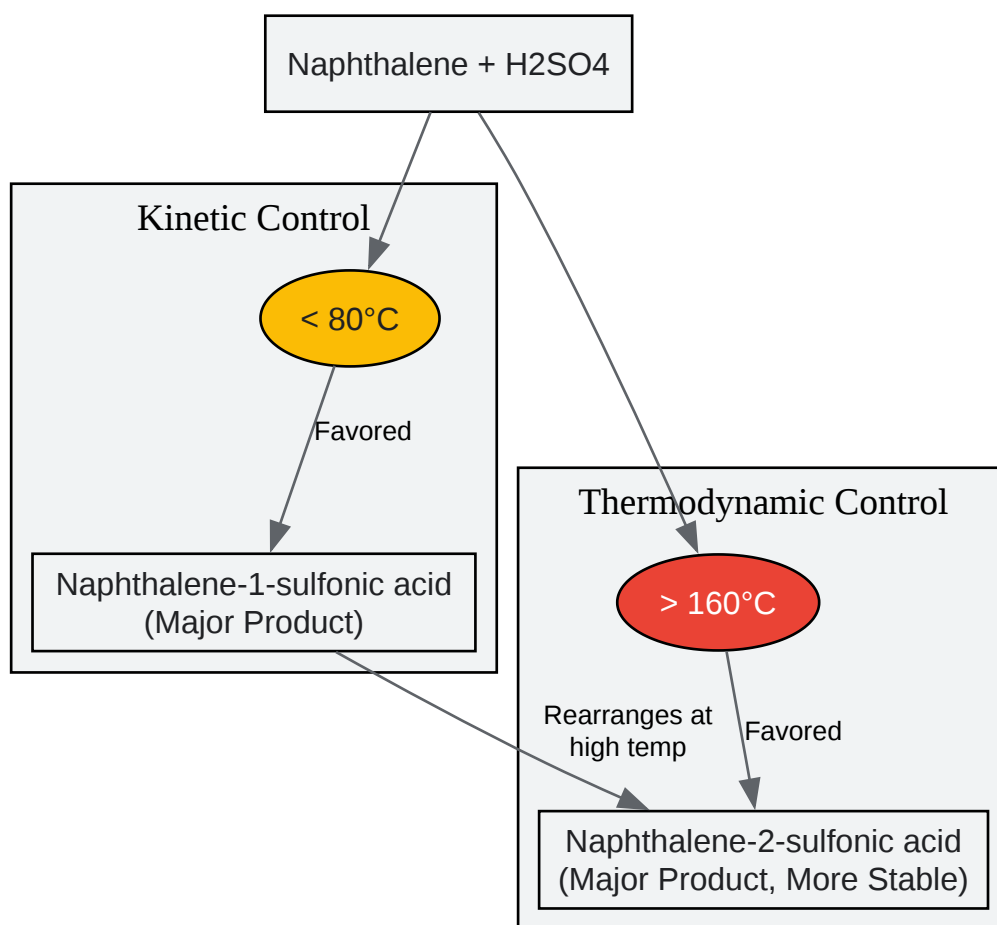 Naphthalene + H2SO4
Kinetic Control
< 80°C
Favored
Naphthalene-1-sulfonic acid
(Major Product)
Thermodynamic Control
> 160°C
Rearranges at
high temp
Favored
Naphthalene-2-sulfonic acid
(Major Product, More Stable)